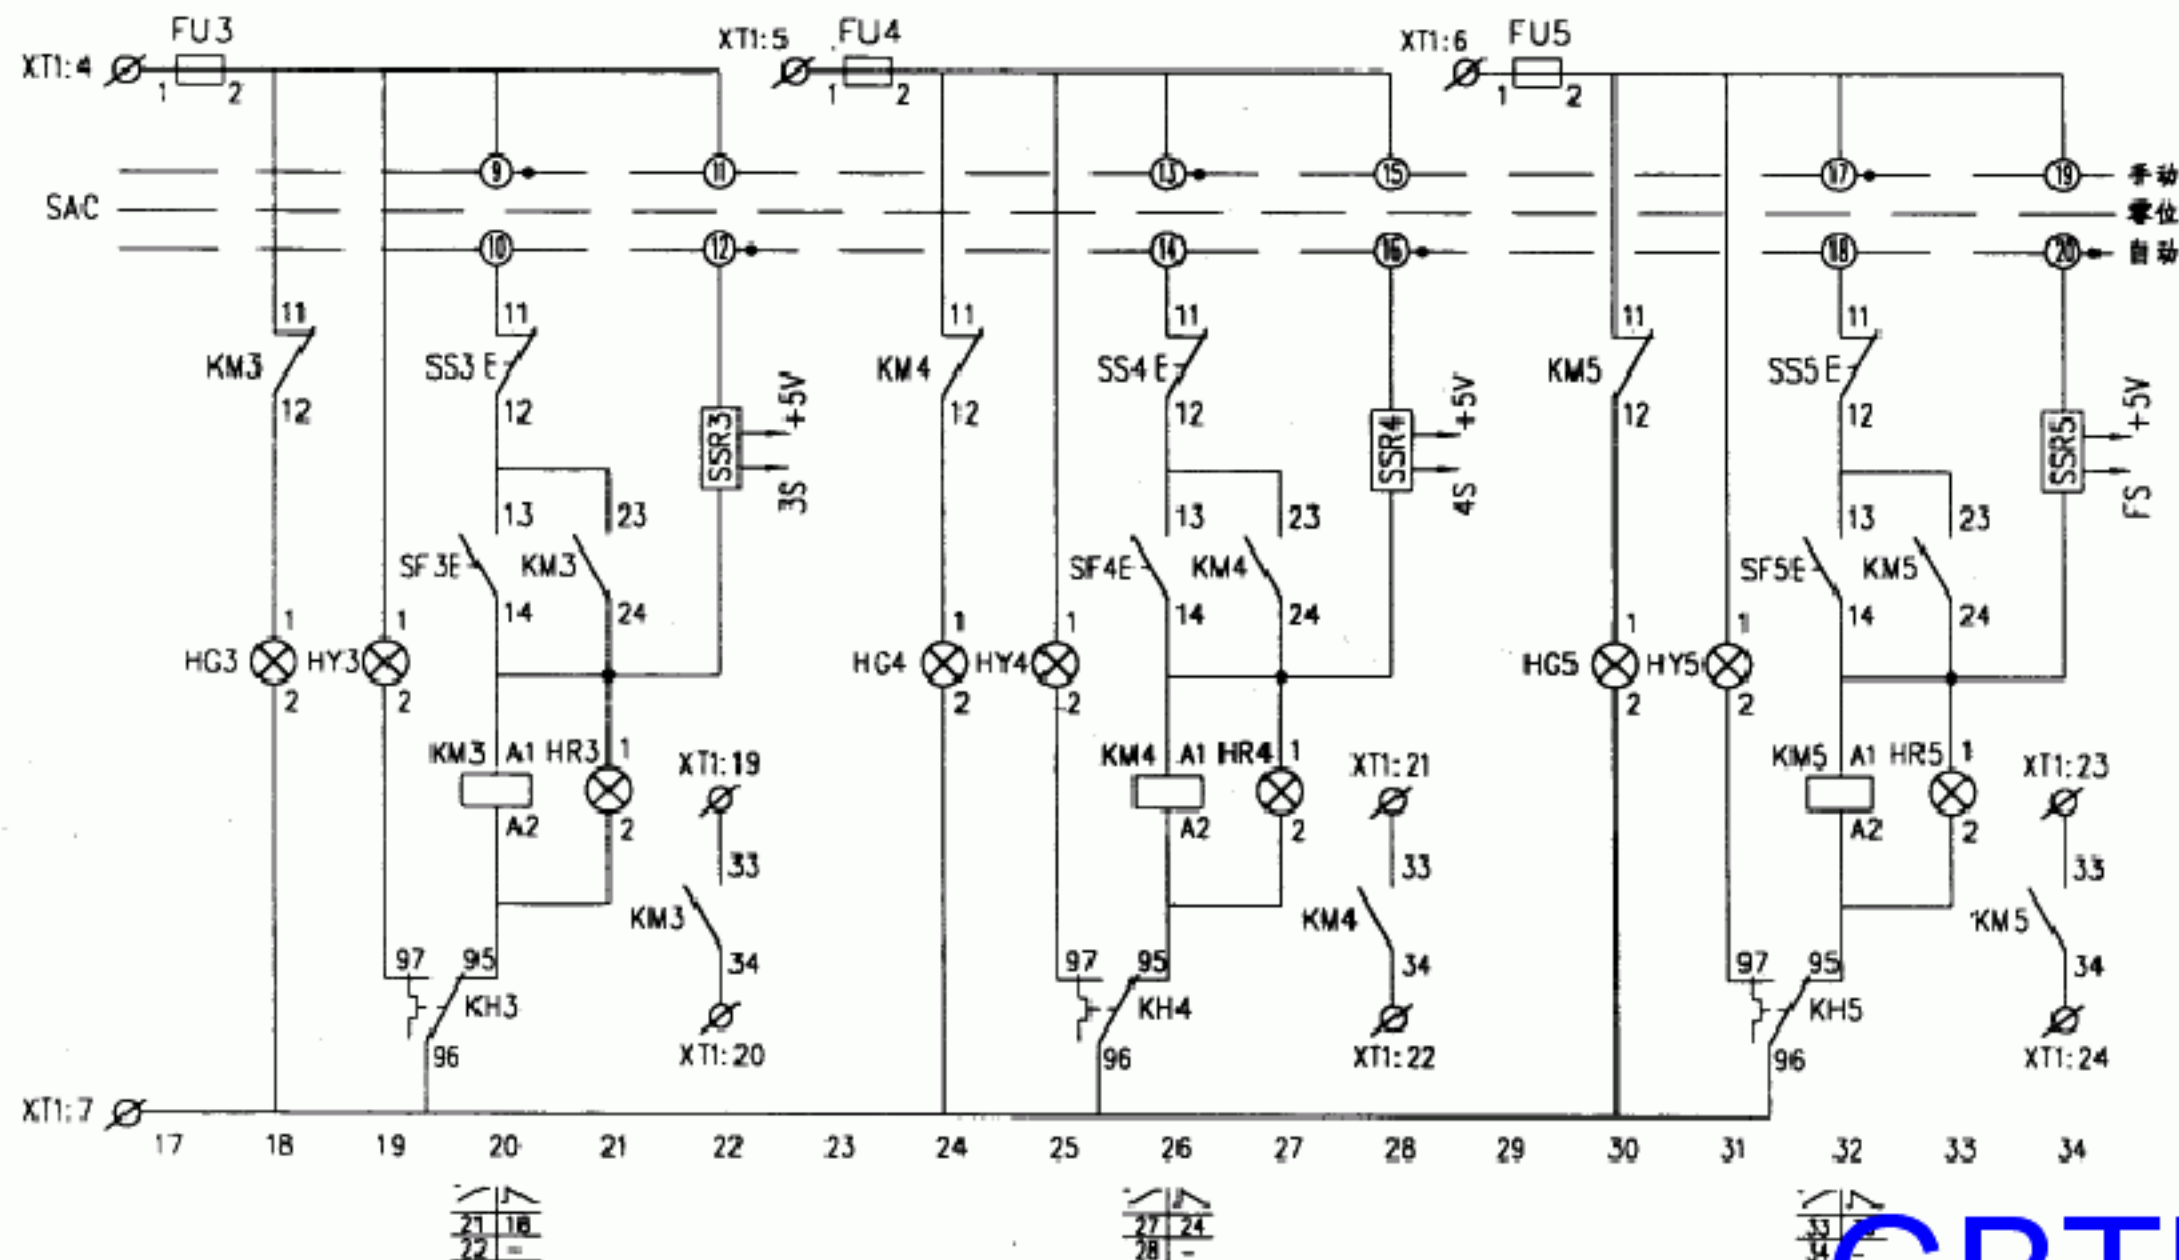 FU3 XT1:5 FU4 XT1:6 FU5
XT1:4 1 2 1 2 1 2
9 11 13 15 17 19 手动
SAC 零位
10 12 14 16 18 20 自动
11 11 11 11 11 11
KM3 SS3 E KM4 SS4 E KM5 SS5 E
12 12 12 12 12 12
SSR3 +5V 3S SSR4 +5V 4S SSR5 +5V FS
13 23 13 23 13 23
SF3E KM3 SF4E KM4 SF5E KM5
14 24 14 24 14 24
1 1 1 1 1 1
HG3 HY3 HG4 HY4 HG5 HY5
2 2 2 2 2 2
KM3 A1 HR3 1 XT1:19 KM4 A1 HR4 1 XT1:21 KM5 A1 HR5 1 XT1:23
A2 2 A2 2 A2 2
33 33 33
KM3 KM4 KM5
97 95 34 97 95 34 97 95 34
KH3 KH4 KH5
96 XT1:20 96 XT1:22 96 XT1:24
XT1:7
17 18 19 20 21 22 23 24 25 26 27 28 29 30 31 32 33 34
21 18 27 24 33
22 - 28 - 34 -